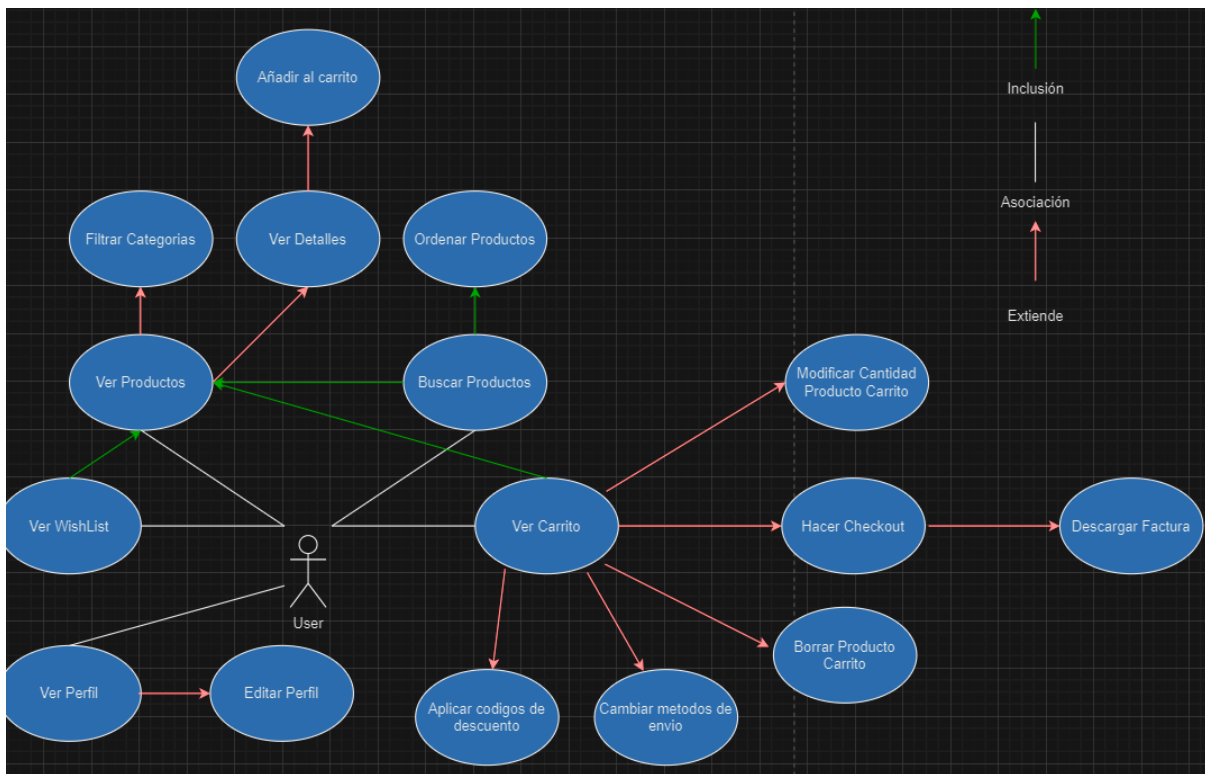 Añadir al carrito
Inclusión
Asociación
Filtrar Categorias
Ver Detalles
Ordenar Productos
Extiende
Ver Productos
Buscar Productos
Modificar Cantidad
Producto Carrito
Ver WishList
Ver Carrito
Hacer Checkout
Descargar Factura
User
Borrar Producto
Carrito
Ver Perfil
Editar Perfil
Aplicar codigos de
descuento
Cambiar metodos de
envio